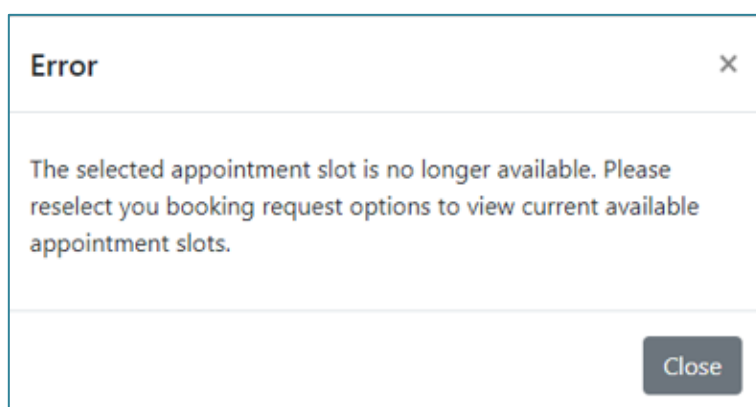 Error ×
The selected appointment slot is no longer available. Please
reselect you booking request options to view current available
appointment slots.
Close